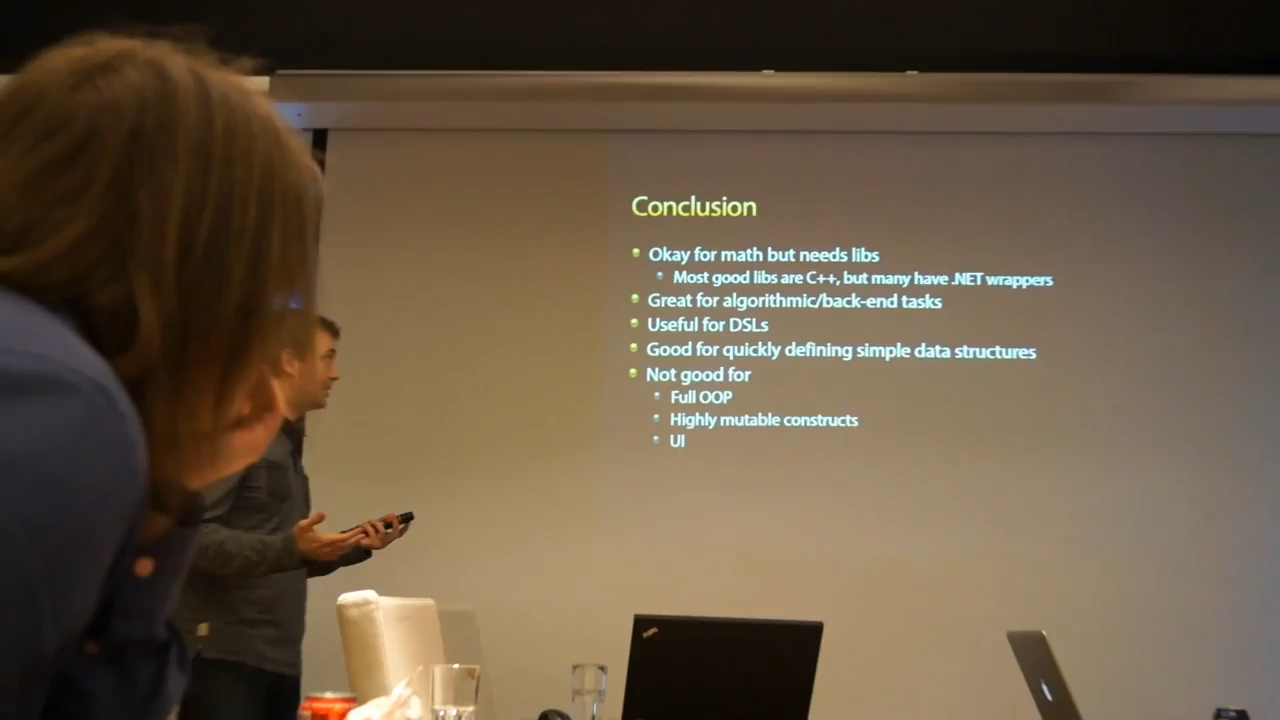 Conclusion
Okay for math but needs libs
Most good libs are C++, but many have .NET wrappers
Great for algorithmic/back-end tasks
Useful for DSLs
Good for quickly defining simple data structures
Not good for
Full OOP
Highly mutable constructs
UI